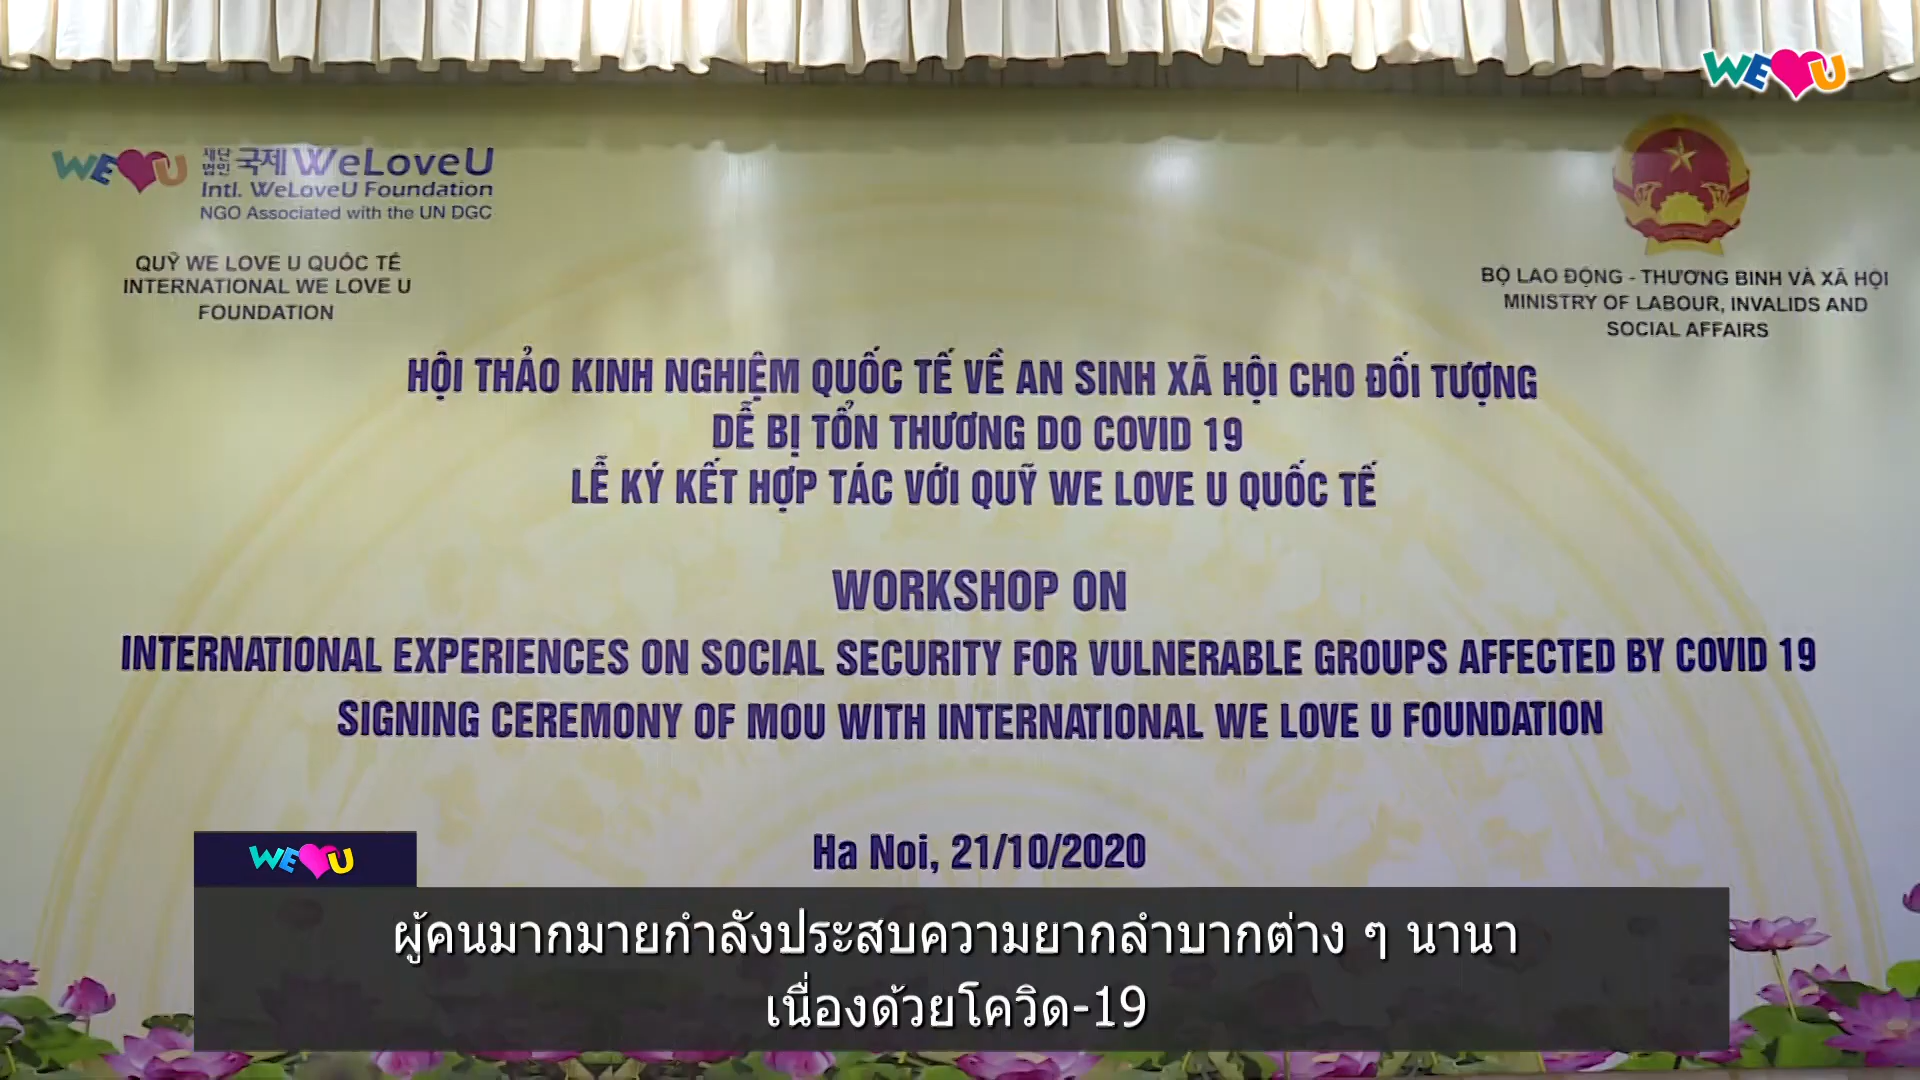 WE U
WE U
재단법인 국제 WeLoveU
Intl. WeLoveU Foundation
NGO Associated with the UN DGC
QUỸ WE LOVE U QUỐC TẾ
INTERNATIONAL WE LOVE U
FOUNDATION
BỘ LAO ĐỘNG - THƯƠNG BINH VÀ XÃ HỘI
MINISTRY OF LABOUR, INVALIDS AND
SOCIAL AFFAIRS
HỘI THẢO KINH NGHIỆM QUỐC TẾ VỀ AN SINH XÃ HỘI CHO ĐỐI TƯỢNG
DỄ BỊ TỔN THƯƠNG DO COVID 19
LỄ KÝ KẾT HỢP TÁC VỚI QUỸ WE LOVE U QUỐC TẾ
WORKSHOP ON
INTERNATIONAL EXPERIENCES ON SOCIAL SECURITY FOR VULNERABLE GROUPS AFFECTED BY COVID 19
SIGNING CEREMONY OF MOU WITH INTERNATIONAL WE LOVE U FOUNDATION
Ha Noi, 21/10/2020
WE U
ผู้คนมากมายกำลังประสบความยากลำบากต่าง ๆ นานา
เนื่องด้วยโควิด-19